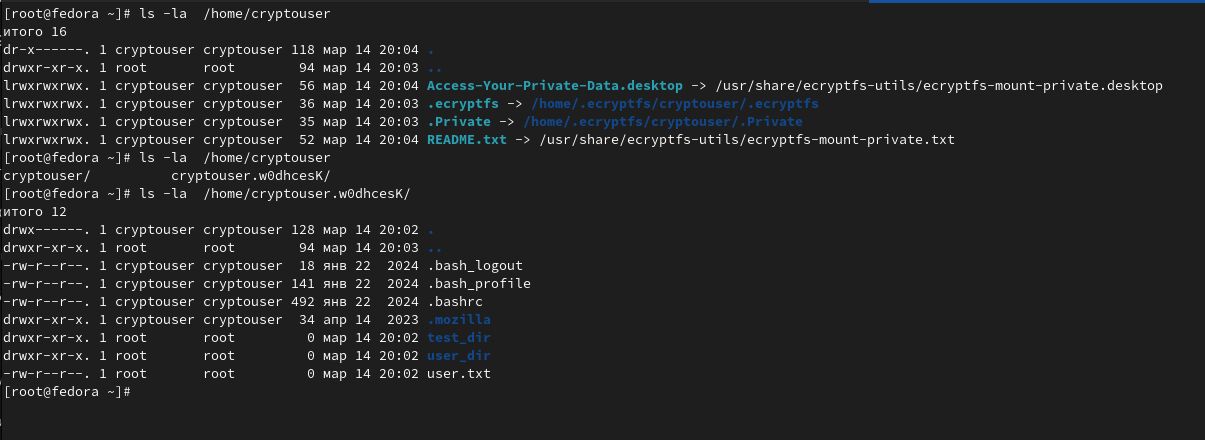 [root@fedora ~]# ls -la  /home/cryptouser
итого 16
dr-x------. 1 cryptouser cryptouser 118 мар 14 20:04 .
drwxr-xr-x. 1 root       root        94 мар 14 20:03 ..
lrwxrwxrwx. 1 cryptouser cryptouser  56 мар 14 20:04 Access-Your-Private-Data.desktop -> /usr/share/ecryptfs-utils/ecryptfs-mount-private.desktop
lrwxrwxrwx. 1 cryptouser cryptouser  36 мар 14 20:03 .ecryptfs -> /home/.ecryptfs/cryptouser/.ecryptfs
lrwxrwxrwx. 1 cryptouser cryptouser  35 мар 14 20:03 .Private -> /home/.ecryptfs/cryptouser/.Private
lrwxrwxrwx. 1 cryptouser cryptouser  52 мар 14 20:04 README.txt -> /usr/share/ecryptfs-utils/ecryptfs-mount-private.txt
[root@fedora ~]# ls -la  /home/cryptouser
cryptouser/          cryptouser.w0dhcesK/
[root@fedora ~]# ls -la  /home/cryptouser.w0dhcesK/
итого 12
drwx------. 1 cryptouser cryptouser 128 мар 14 20:02 .
drwxr-xr-x. 1 root       root        94 мар 14 20:03 ..
-rw-r--r--. 1 cryptouser cryptouser  18 янв 22  2024 .bash_logout
-rw-r--r--. 1 cryptouser cryptouser 141 янв 22  2024 .bash_profile
-rw-r--r--. 1 cryptouser cryptouser 492 янв 22  2024 .bashrc
drwxr-xr-x. 1 cryptouser cryptouser  34 апр 14  2023 .mozilla
drwxr-xr-x. 1 root       root         0 мар 14 20:02 test_dir
drwxr-xr-x. 1 root       root         0 мар 14 20:02 user_dir
-rw-r--r--. 1 root       root         0 мар 14 20:02 user.txt
[root@fedora ~]#